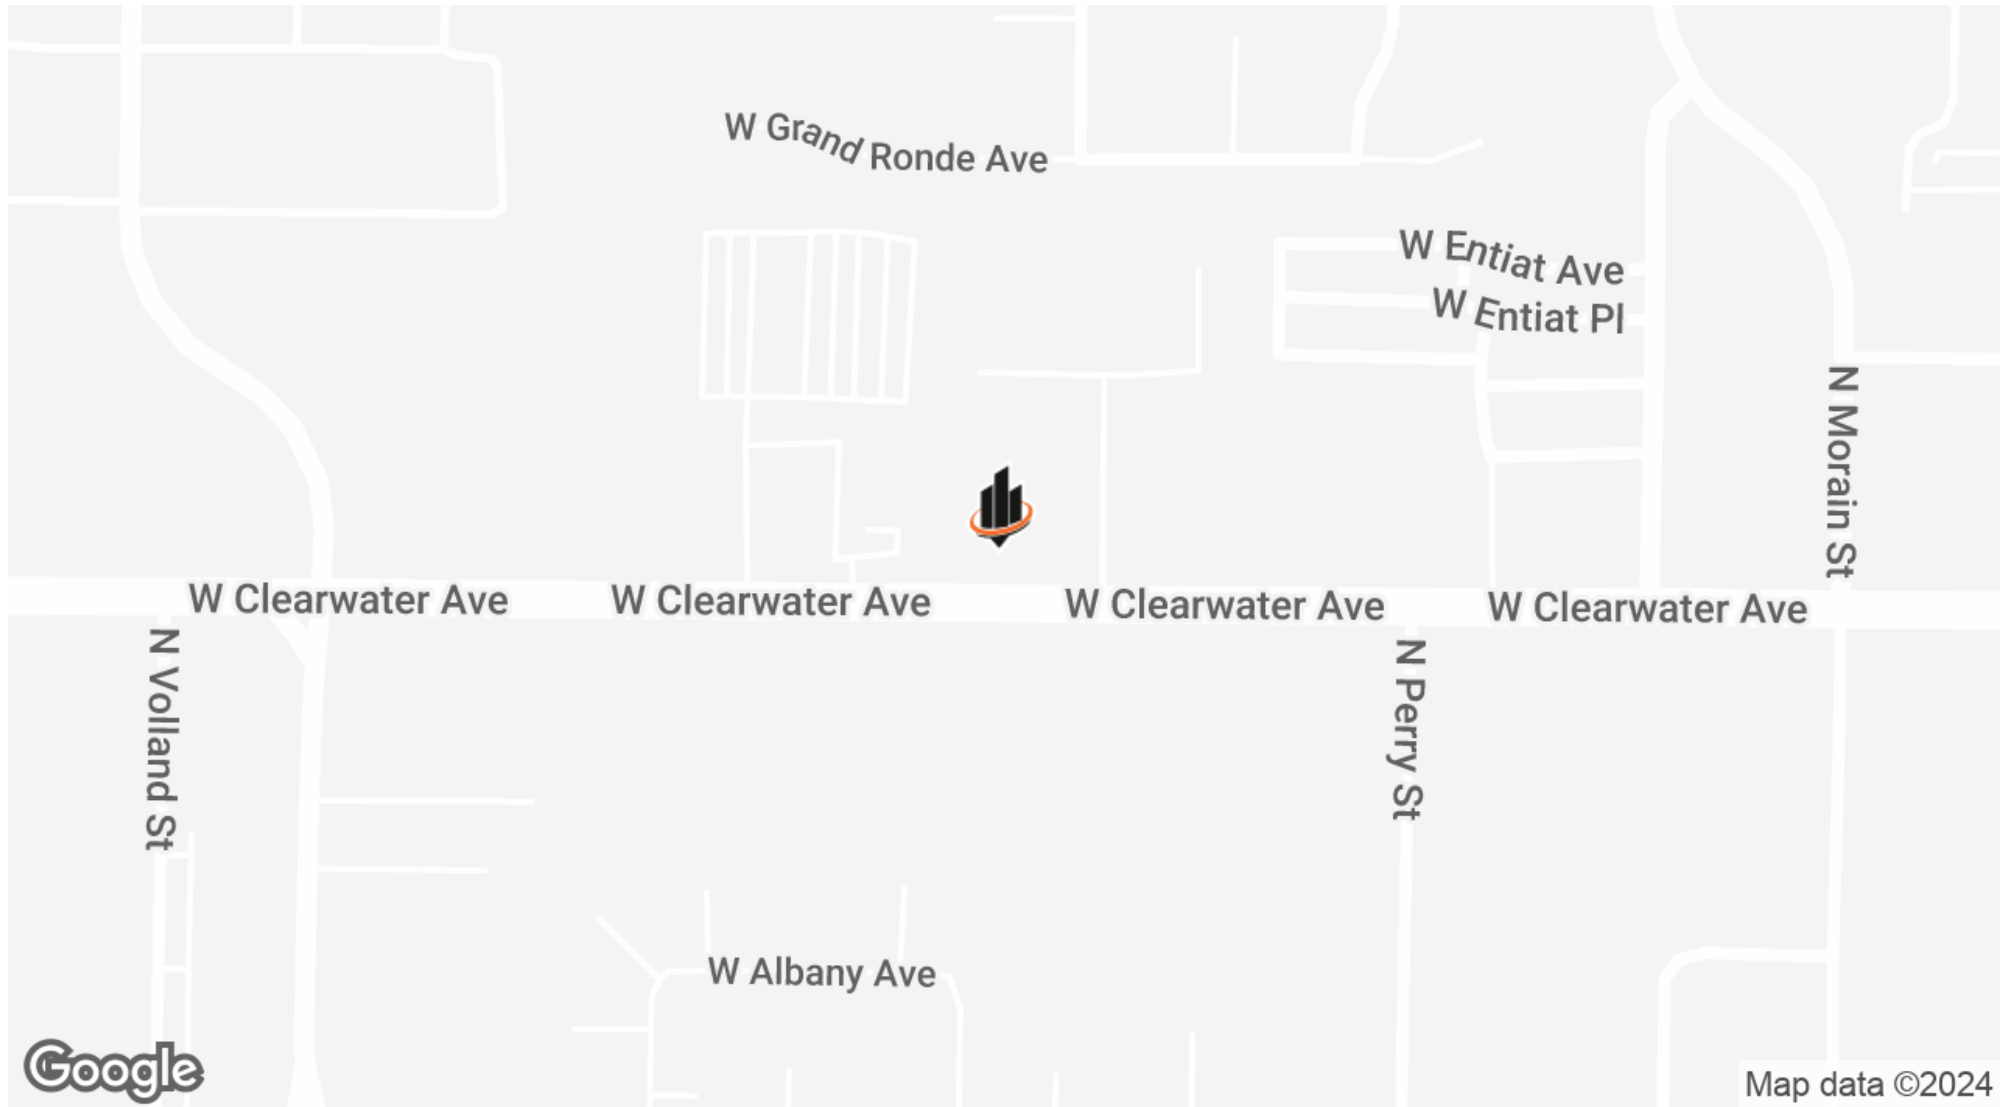 W Grand Ronde Ave
W Entiat Ave
W Entiat Pl
N Morain St
W Clearwater Ave
W Clearwater Ave
W Clearwater Ave
W Clearwater Ave
N Volland St
N Perry St
W Albany Ave
Google
Map data ©2024